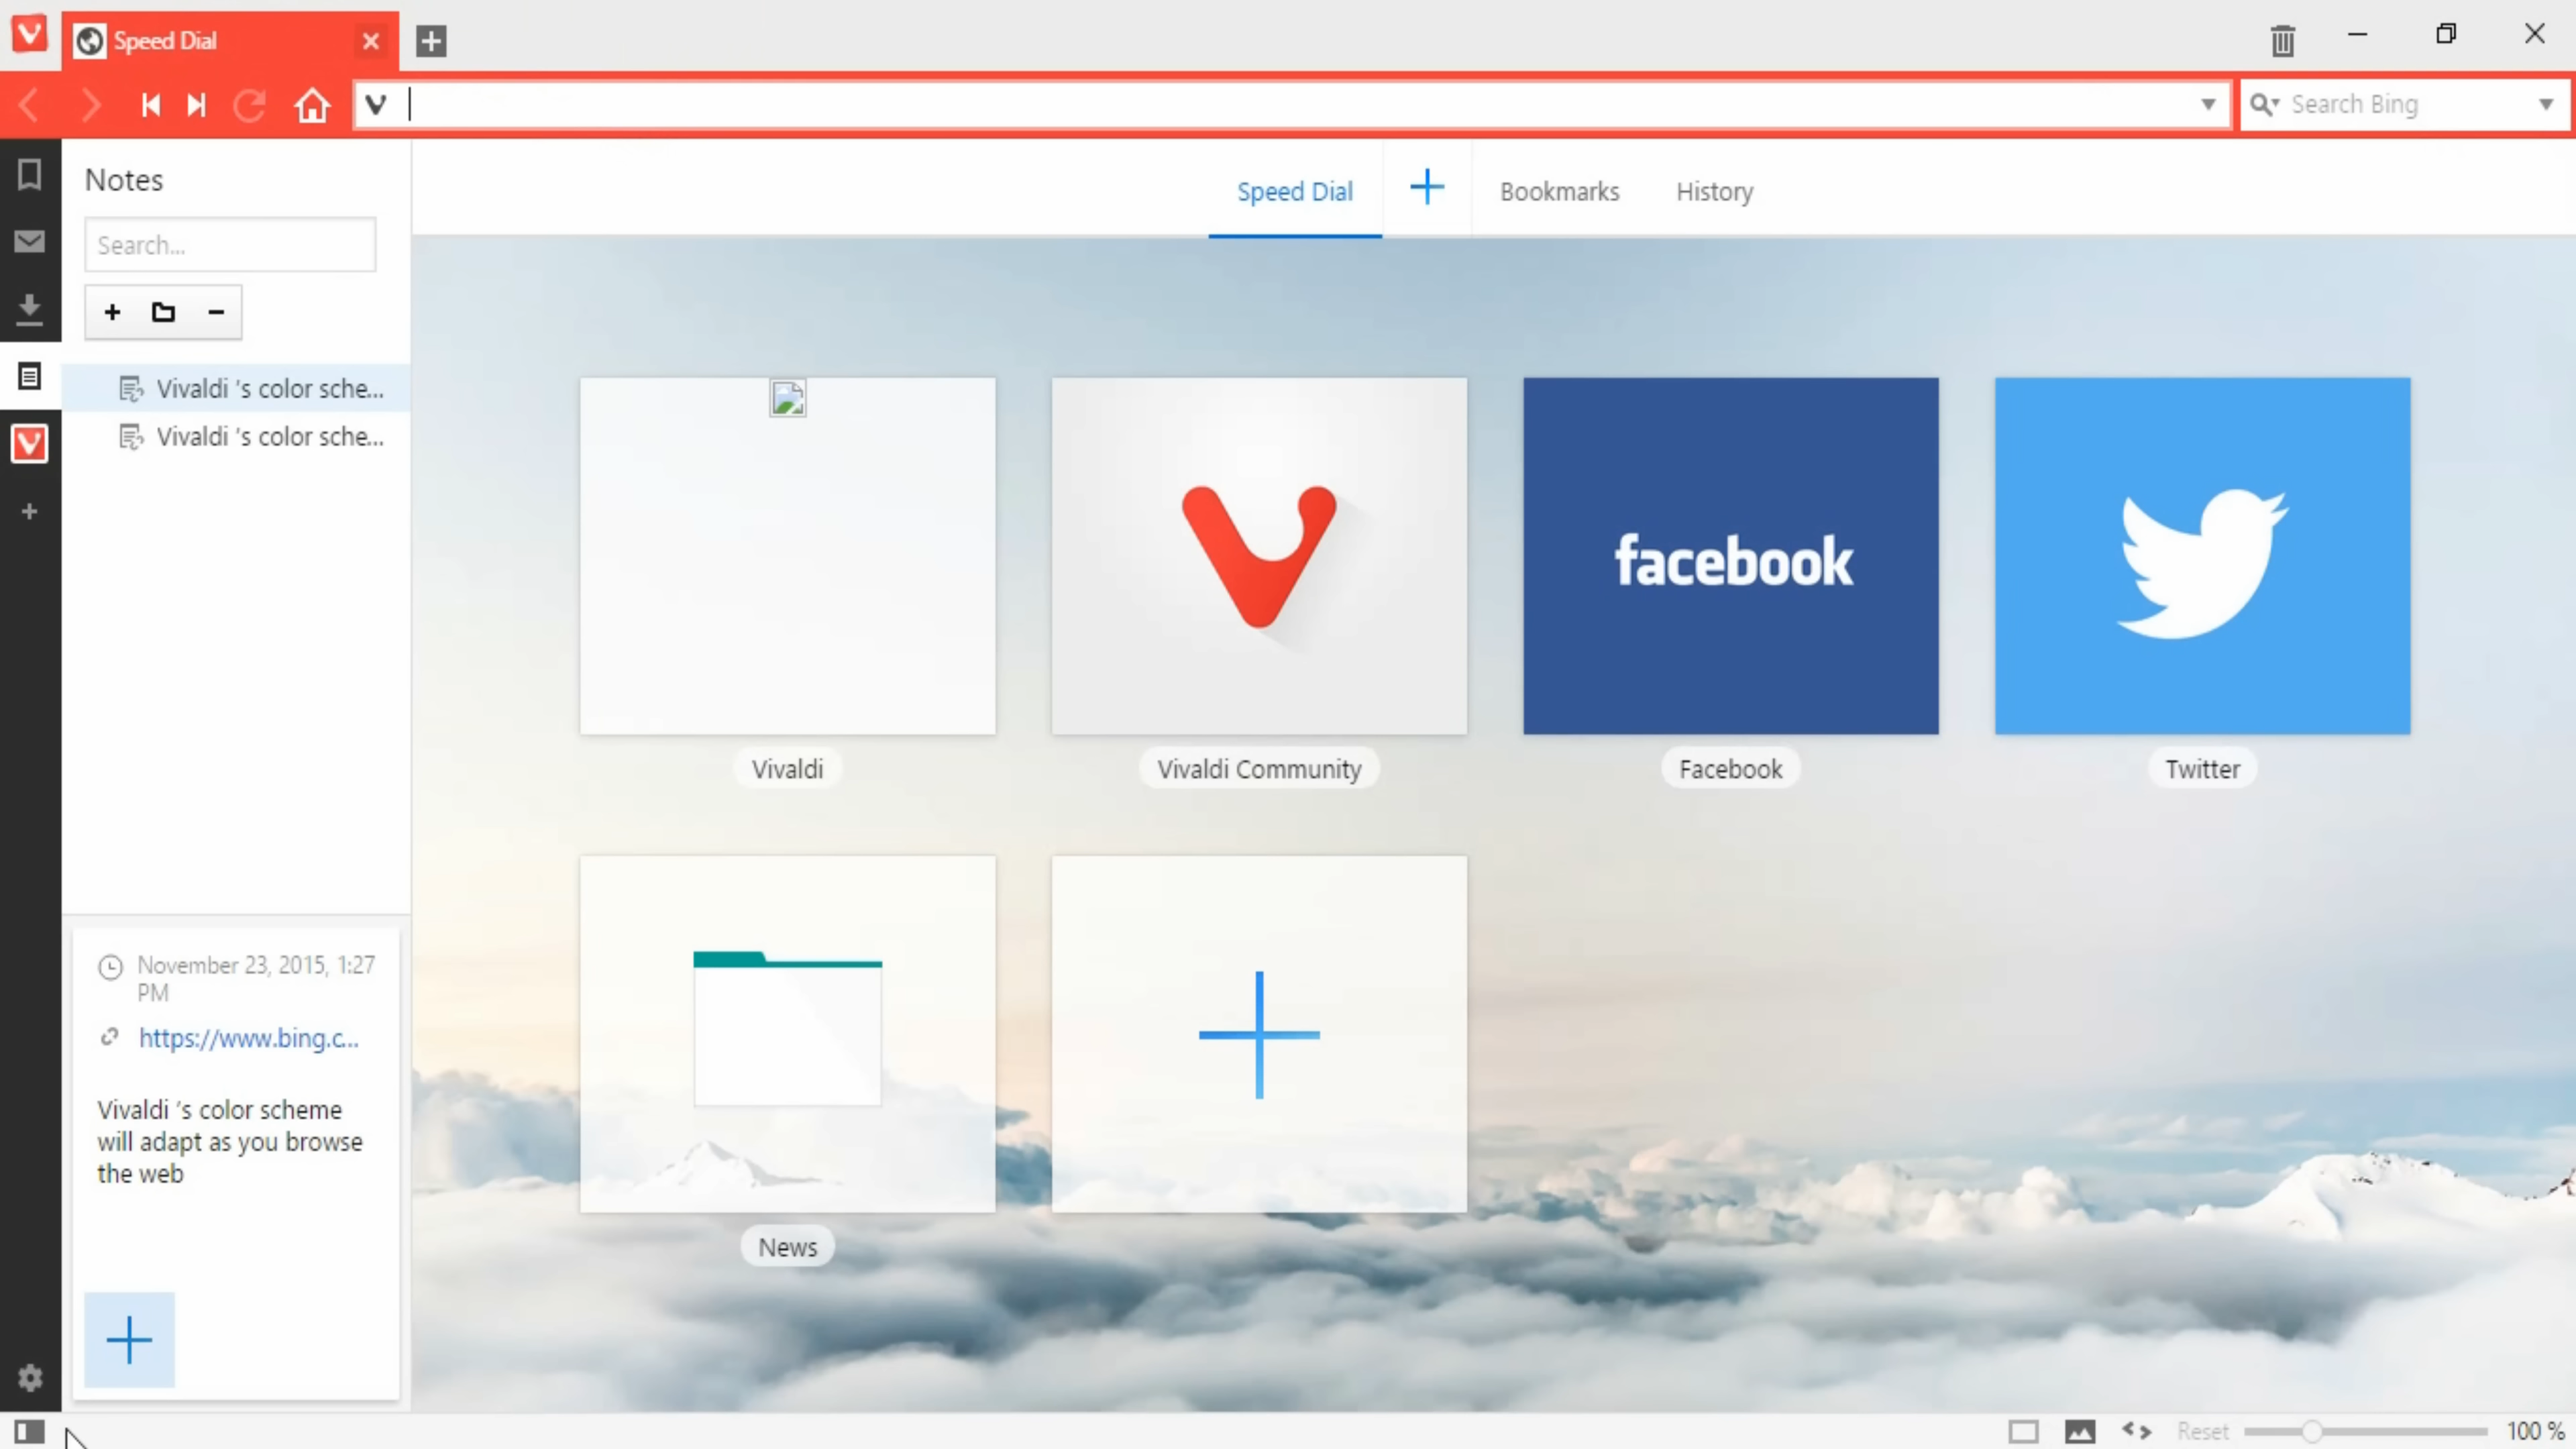 Speed Dial
Search Bing
Notes
Search...
Vivaldi 's color sche...
Vivaldi 's color sche...
November 23, 2015, 1:27
PM
https://www.bing.c...
Vivaldi 's color scheme
will adapt as you browse
the web
Speed Dial
Bookmarks
History
facebook
Vivaldi
Vivaldi Community
Facebook
Twitter
News
Reset
100 %